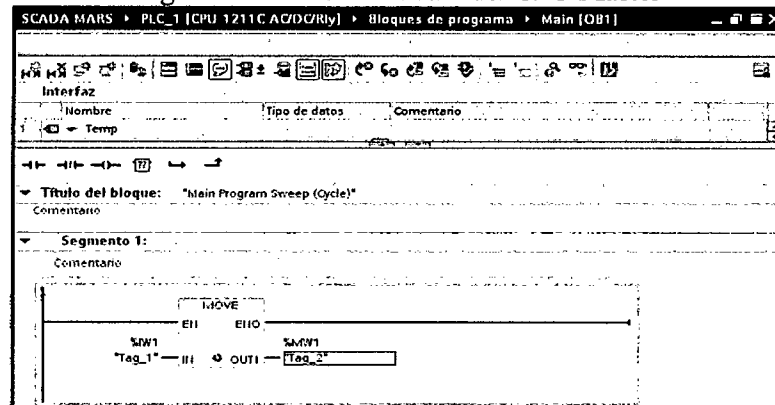 SCADA MARS ▸ PLC_1 [CPU 1211C AC/DC/Rly] ▸ Bloques de programa ▸ Main [OB1]
Interfaz
Nombre Tipo de datos Comentario
1 Temp
Título del bloque: "Main Program Sweep (Cycle)"
Comentario
Segmento 1:
Comentario
MOVE
EN ENO
%IW1 %MW1
"Tag_1" IN OUT1 "Tag_2"